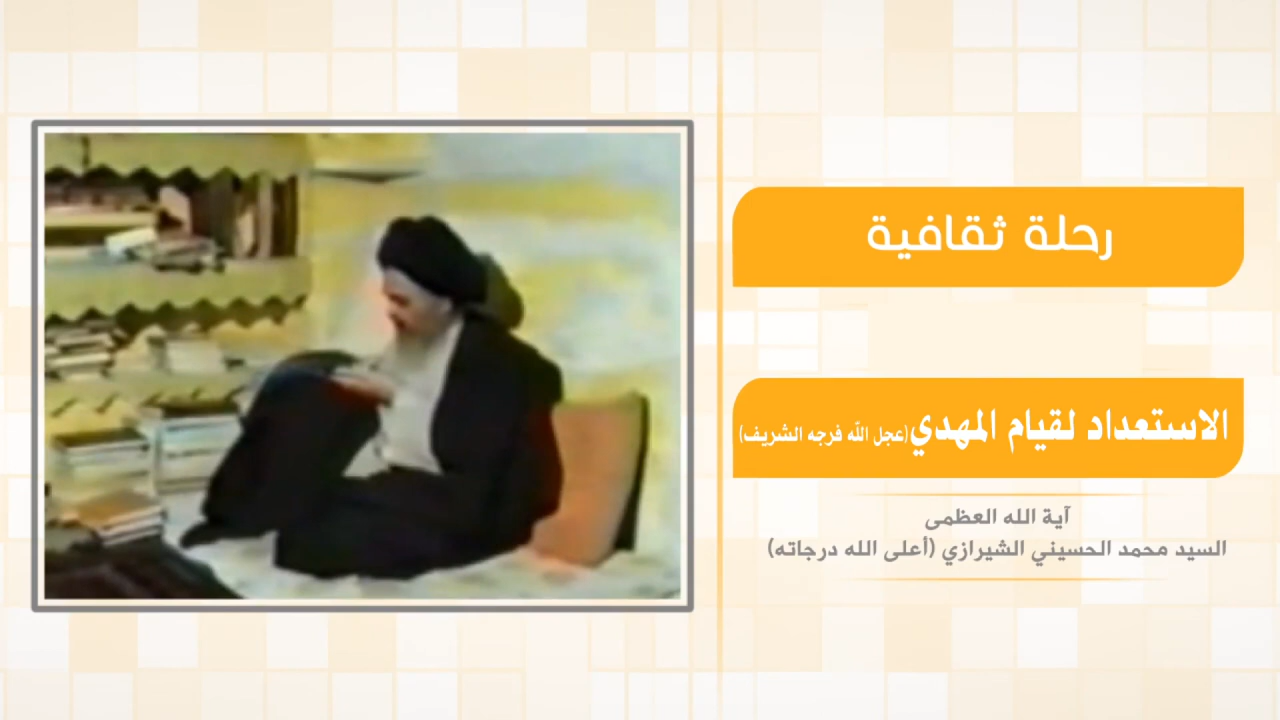 رحلة ثقافية
الاستعداد لقيام المهدي(عجل الله فرجه الشريف)
آية الله العظمى
السيد محمد الحسيني الشيرازي (أعلى الله درجاته)